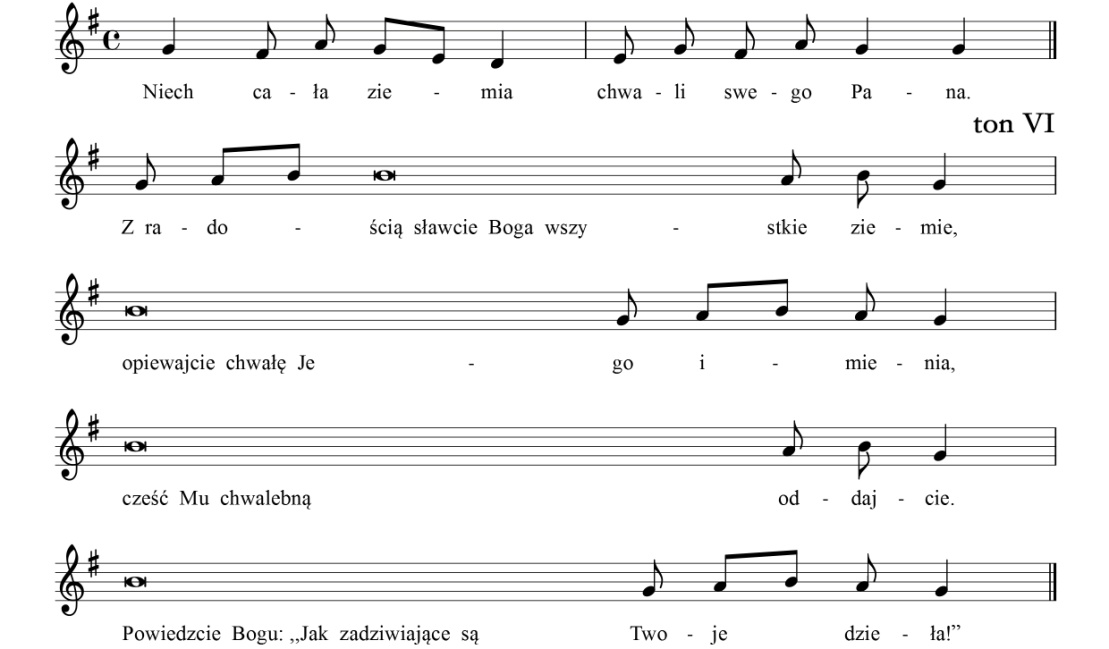 Niech ca - ła zie - mia chwa - li swe - go Pa - na.
ton VI
Z ra - do - ścią sławcie Boga wszy - stkie zie - mie,
opiewajcie chwałę Je - go i - mie - nia,
cześć Mu chwalebną od - daj - cie.
Powiedzcie Bogu: ,,Jak zadziwiające są Two - je dzie - ła!”